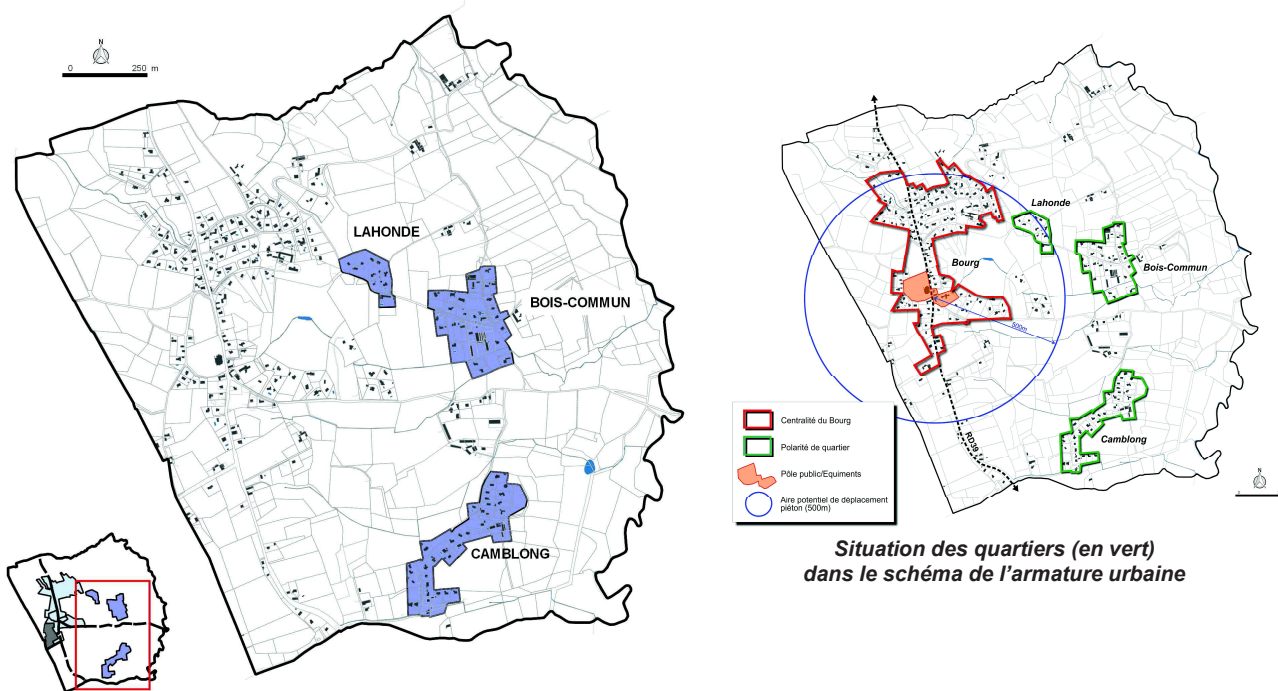 N
0 250 m
LAHONDE
BOIS-COMMUN
CAMBLONG
Lahonde
Bourg
Bois-Commun
500m
Camblong
RD39
N
Centralité du Bourg
Polarité de quartier
Pôle public/Equiments
Aire potentiel de déplacement
piéton (500m)
Situation des quartiers (en vert)
dans le schéma de l'armature urbaine